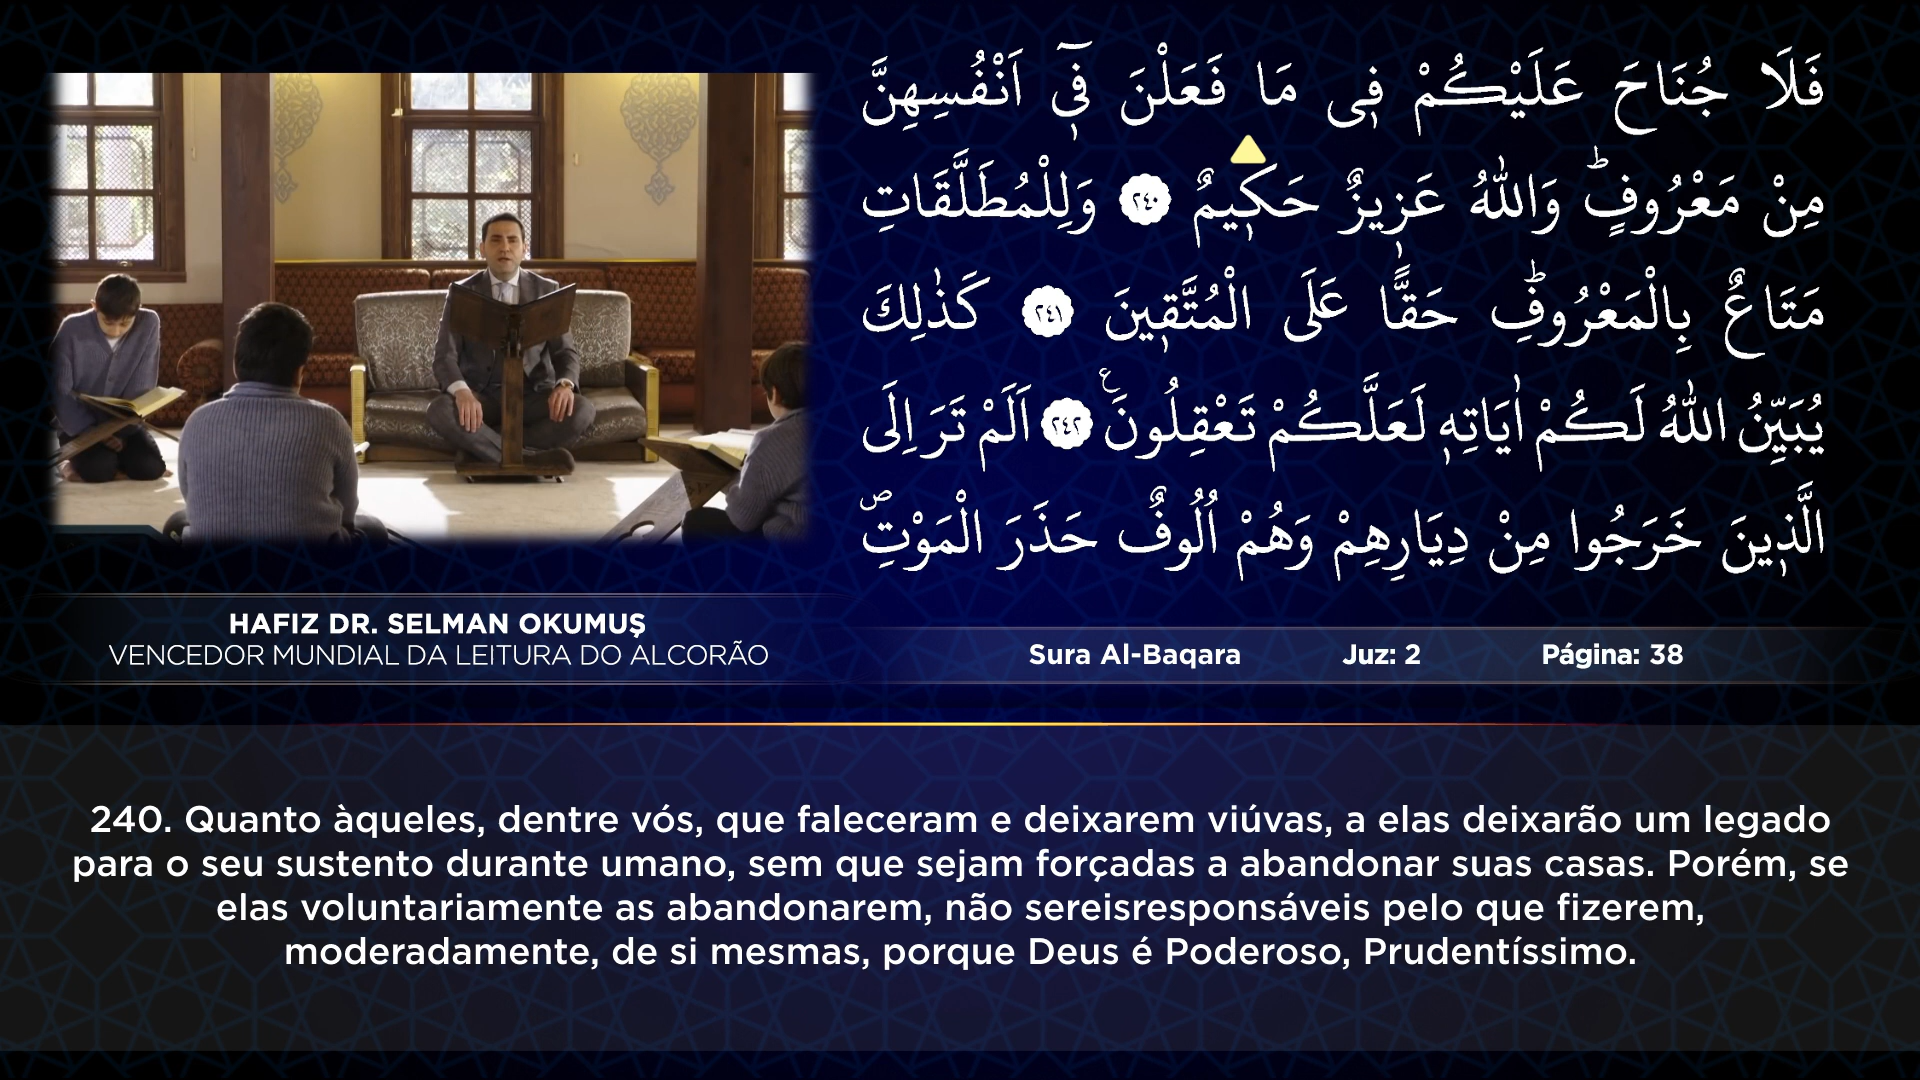 فَلَا جُنَاحَ عَلَيْكُمْ فٖى مَا فَعَلْنَ فٖٓى اَنْفُسِهِنَّ
مِنْ مَعْرُوفٍؕ وَاللّٰهُ عَزٖيزٌ حَكٖيمٌ ﴿٢٤٠﴾ وَلِلْمُطَلَّقَاتِ
مَتَاعٌ بِالْمَعْرُوفِؕ حَقًّا عَلَى الْمُتَّقٖينَ ﴿٢٤١﴾ كَذٰلِكَ
يُبَيِّنُ اللّٰهُ لَكُمْ اٰيَاتِهٖ لَعَلَّكُمْ تَعْقِلُونَ ع ﴿٢٤٢﴾ اَلَمْ تَرَ اِلَى
الَّذٖينَ خَرَجُوا مِنْ دِيَارِهِمْ وَهُمْ اُلُوفٌ حَذَرَ الْمَوْتِ ص
HAFIZ DR. SELMAN OKUMUŞ
VENCEDOR MUNDIAL DA LEITURA DO ALCORÃO
Sura Al-Baqara Juz: 2 Página: 38
240. Quanto àqueles, dentre vós, que faleceram e deixarem viúvas, a elas deixarão um legado
para o seu sustento durante umano, sem que sejam forçadas a abandonar suas casas. Porém, se
elas voluntariamente as abandonarem, não sereisresponsáveis pelo que fizerem,
moderadamente, de si mesmas, porque Deus é Poderoso, Prudentíssimo.